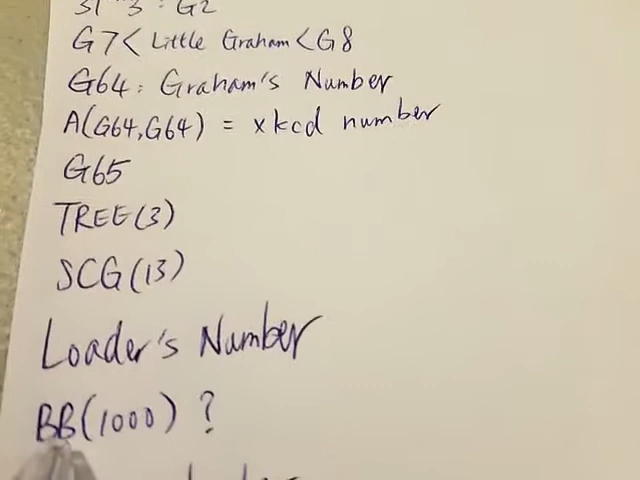 G2
G7 < Little Graham < G8
G64 : Graham's Number
A(G64, G64) = xkcd number
G65
TREE(3)
SCG(13)
Loader's Number
BB(1000) ?